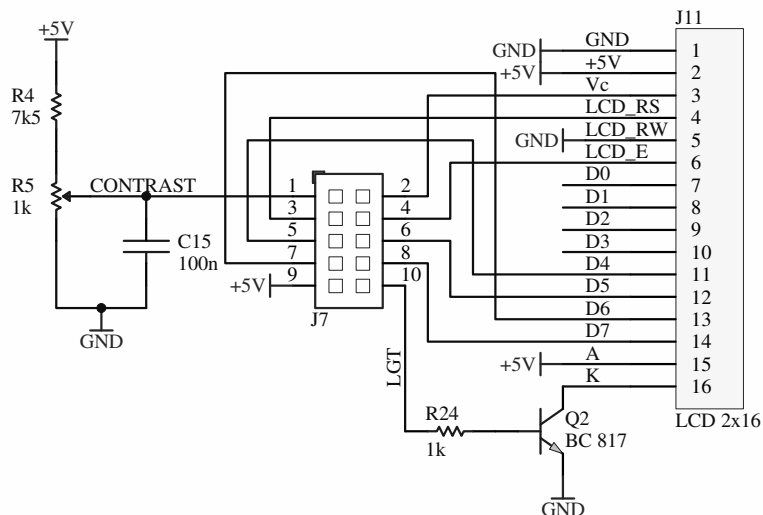 +5V
R4
7k5
R5
1k
CONTRAST
C15
100n
GND
1
2
3
4
5
6
7
8
9
10
+5V
J7
LGT
R24
1k
Q2
BC 817
GND
J11
GND
GND
1
+5V
+5V
2
Vc
3
LCD_RS
4
GND
LCD_RW
5
LCD_E
6
D0
7
D1
8
D2
9
D3
10
D4
11
D5
12
D6
13
D7
14
+5V
A
15
K
16
LCD 2x16